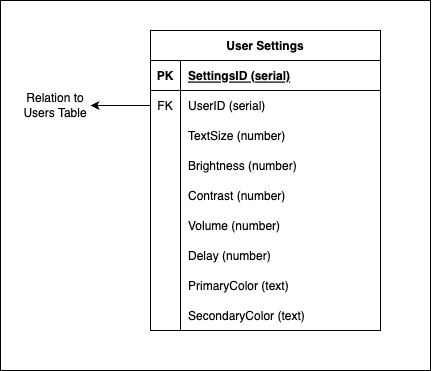 User Settings
PK SettingsID (serial)
Relation to
Users Table
FK UserID (serial)
TextSize (number)
Brightness (number)
Contrast (number)
Volume (number)
Delay (number)
PrimaryColor (text)
SecondaryColor (text)